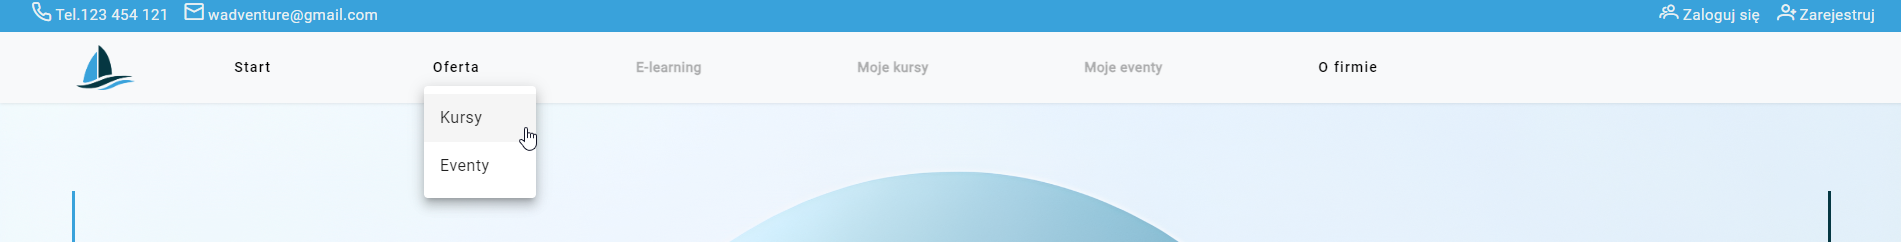 Tel.123 454 121 wadventure@gmail.com Zaloguj się Zarejestruj
Start Oferta E-learning Moje kursy Moje eventy O firmie
Kursy
Eventy